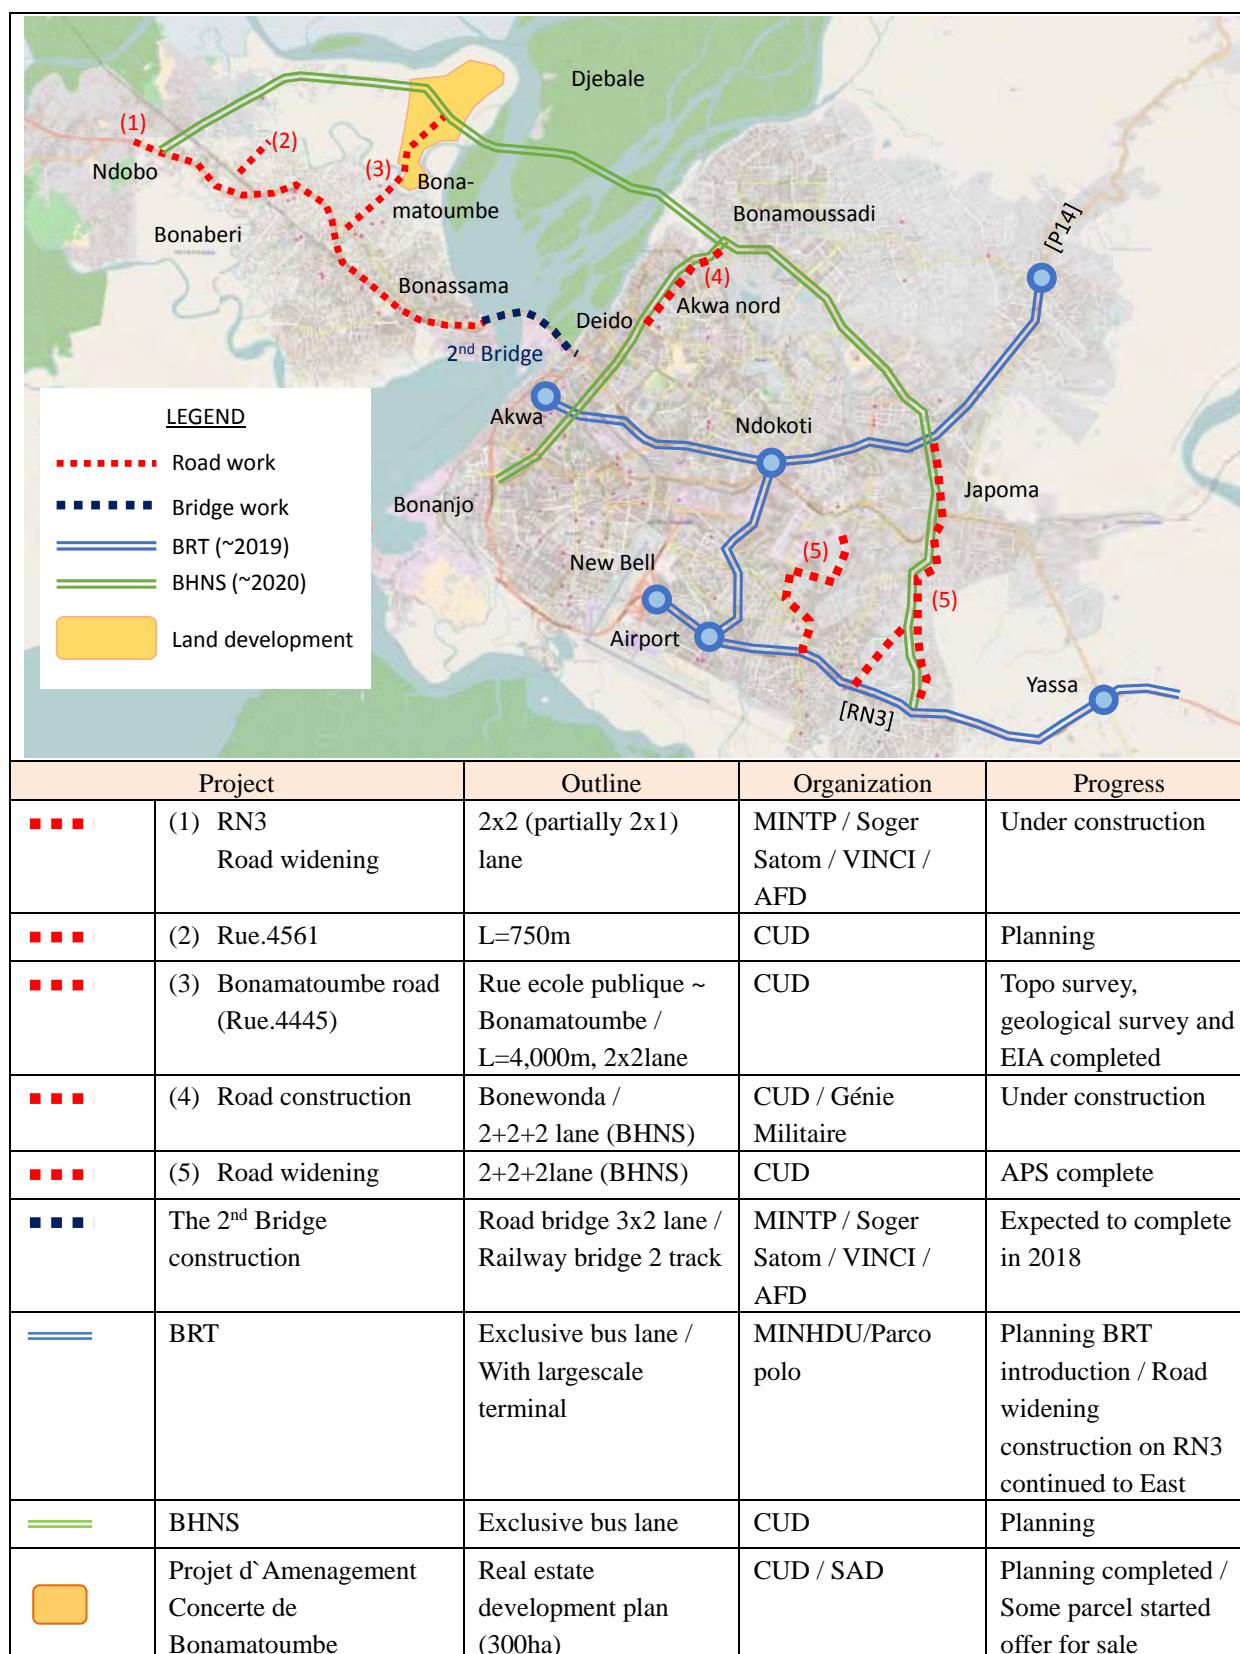 Djebale
(1)
(2)
(3)
Ndobo
Bona-
matoumbe
Bonamoussadi
[P14]
Bonaberi
(4)
Bonassama
Akwa nord
Deido
2nd Bridge
LEGEND
Road work
Bridge work
BRT (~2019)
BHNS (~2020)
Land development
Akwa
Ndokoti
Bonanjo
Japoma
New Bell
(5)
(5)
Airport
Yassa
[RN3]
Project Outline Organization Progress
(1) RN3
Road widening
2x2 (partially 2x1)
lane
MINTP / Soger
Satom / VINCI /
AFD
Under construction
(2) Rue.4561
L=750m
CUD
Planning
(3) Bonamatoumbe road
(Rue.4445)
Rue ecole publique ~
Bonamatoumbe /
L=4,000m, 2x2lane
CUD
Topo survey,
geological survey and
EIA completed
(4) Road construction
Bonewonda /
2+2+2 lane (BHNS)
CUD / Génie
Militaire
Under construction
(5) Road widening
2+2+2lane (BHNS)
CUD
APS complete
The 2nd Bridge
construction
Road bridge 3x2 lane /
Railway bridge 2 track
MINTP / Soger
Satom / VINCI /
AFD
Expected to complete
in 2018
BRT
Exclusive bus lane /
With largescale
terminal
MINHDU/Parco
polo
Planning BRT
introduction / Road
widening
construction on RN3
continued to East
BHNS
Exclusive bus lane
CUD
Planning
Projet d`Amenagement
Concerte de
Bonamatoumbe
Real estate
development plan
(300ha)
CUD / SAD
Planning completed /
Some parcel started
offer for sale